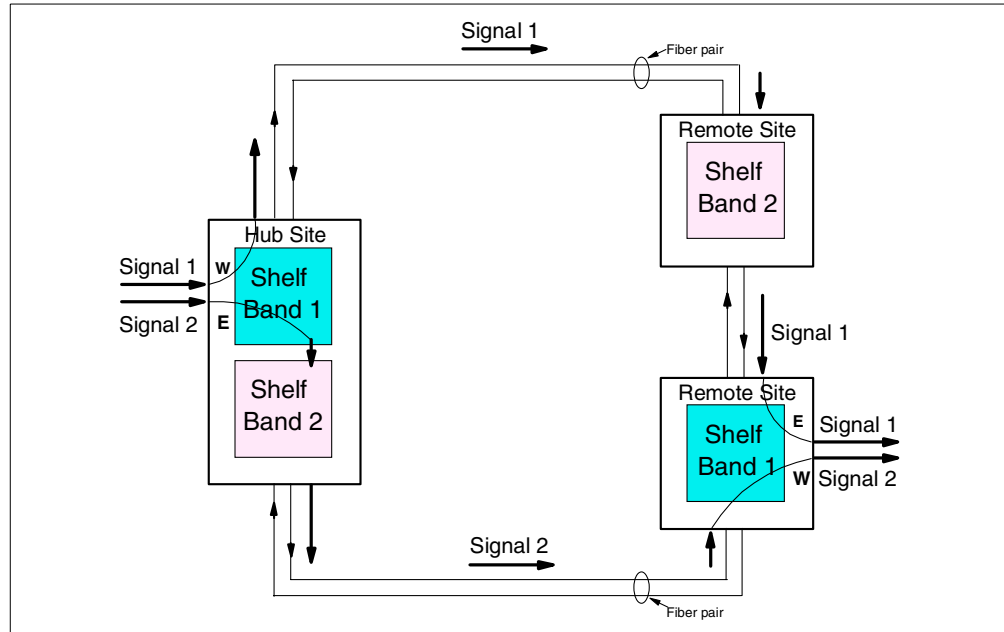 Signal 1
Fiber pair
Remote Site
Shelf
Band 2
Hub Site
Signal 1
W
Shelf
Band 1
Signal 2
E
Signal 1
Shelf
Band 2
Remote Site
E
Signal 1
Shelf
Band 1
W
Signal 2
Signal 2
Fiber pair